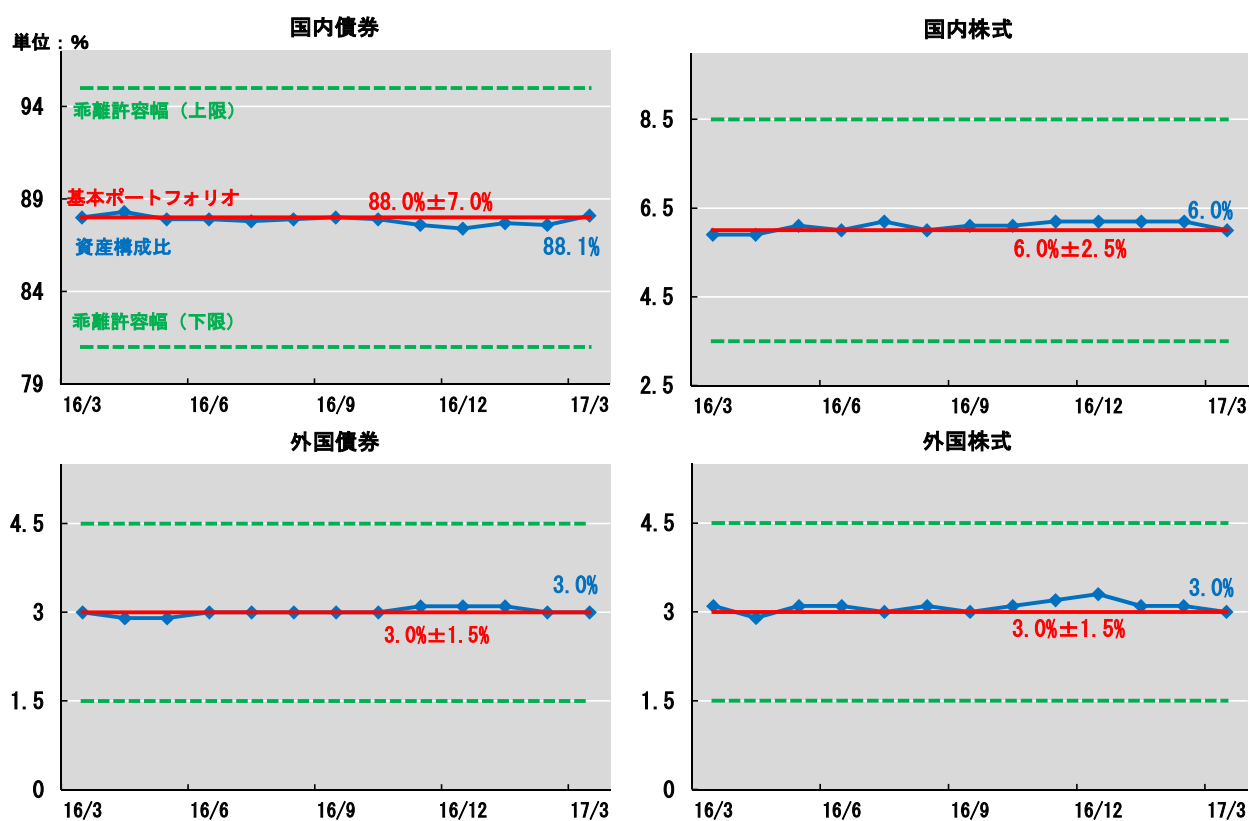 国内債券
単位：%
94
乖離許容幅（上限）
89
基本ポートフォリオ
88.0%±7.0%
資産構成比
88.1%
84
乖離許容幅（下限）
79
16/3 16/6 16/9 16/12 17/3
国内株式
8.5
6.5
6.0%
6.0%±2.5%
4.5
2.5
16/3 16/6 16/9 16/12 17/3
外国債券
4.5
3.0%
3
3.0%±1.5%
1.5
0
16/3 16/6 16/9 16/12 17/3
外国株式
4.5
3.0%
3
3.0%±1.5%
1.5
0
16/3 16/6 16/9 16/12 17/3